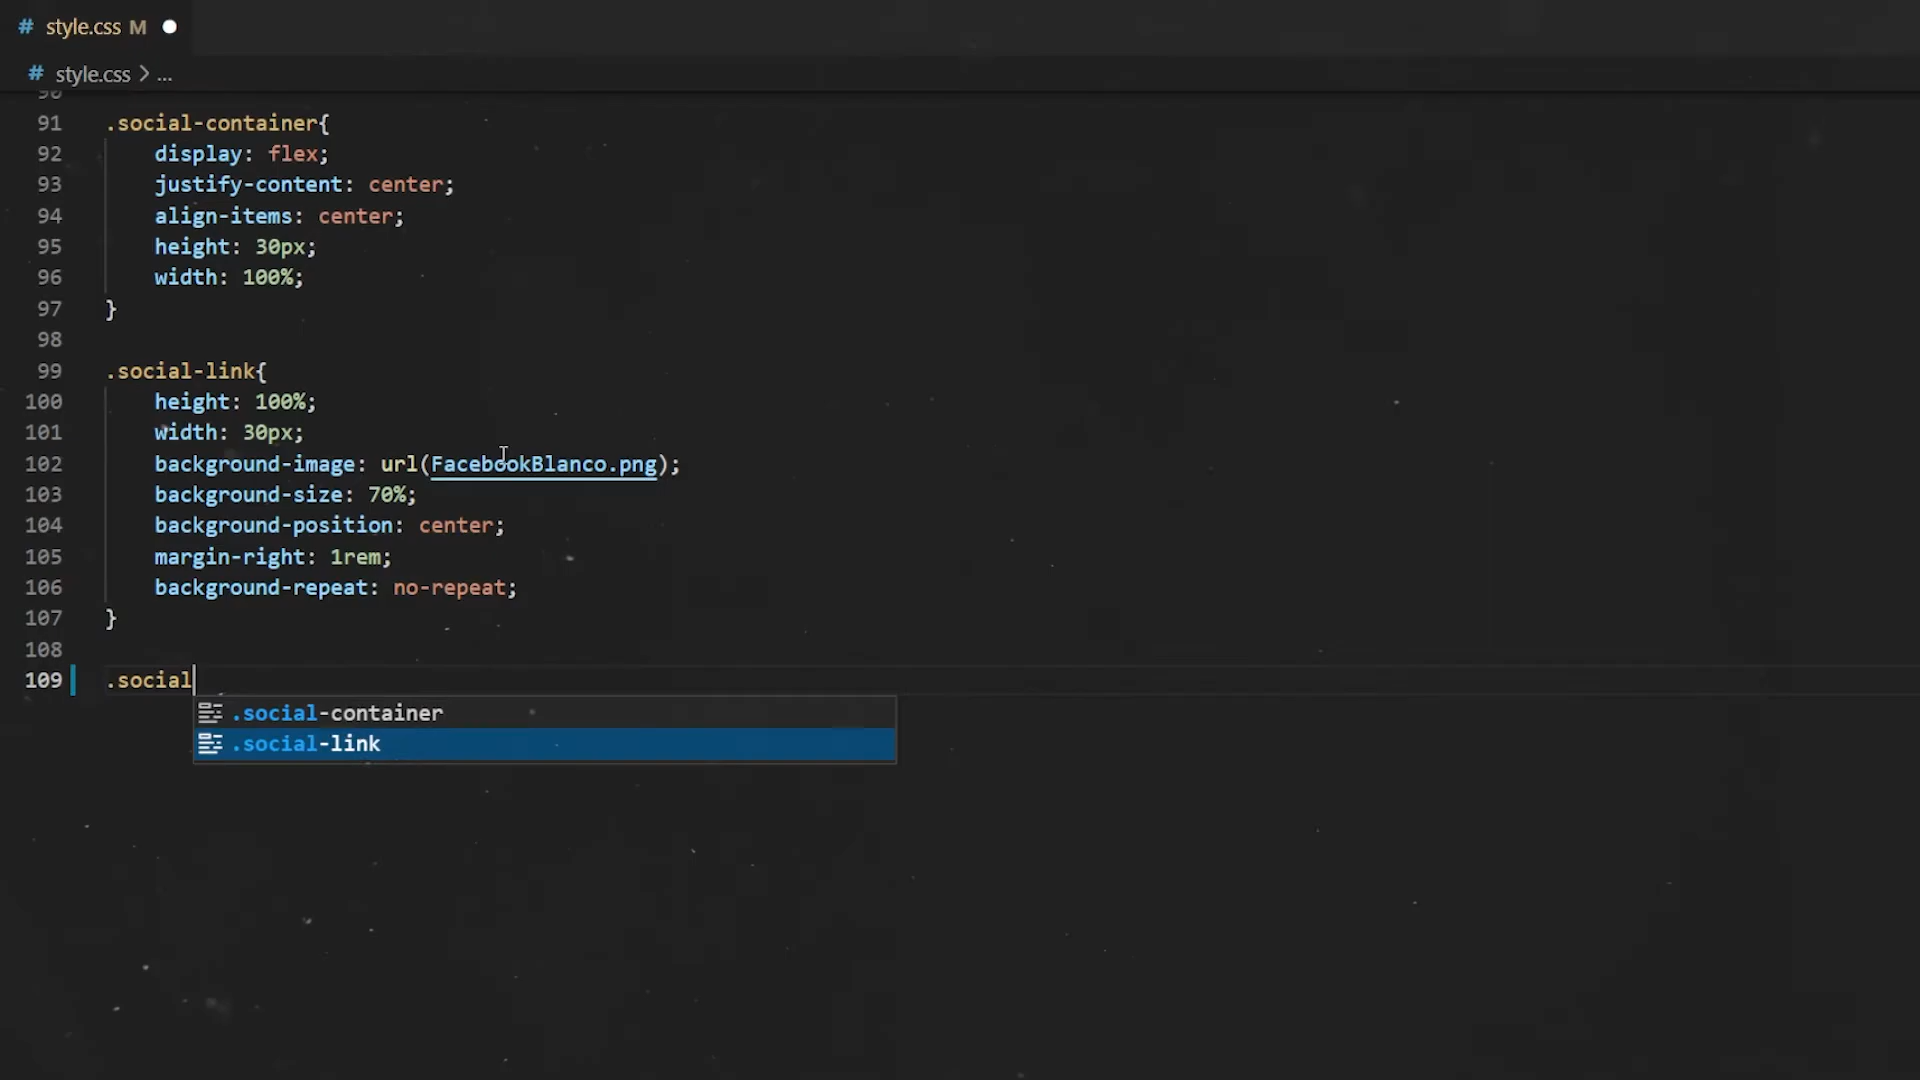 # style.css M
# style.css > ...
90
91 .social-container{
92 display: flex;
93 justify-content: center;
94 align-items: center;
95 height: 30px;
96 width: 100%;
97 }
98
99 .social-link{
100 height: 100%;
101 width: 30px;
102 background-image: url(FacebookBlanco.png);
103 background-size: 70%;
104 background-position: center;
105 margin-right: 1rem;
106 background-repeat: no-repeat;
107 }
108
109 .social
.social-container
.social-link